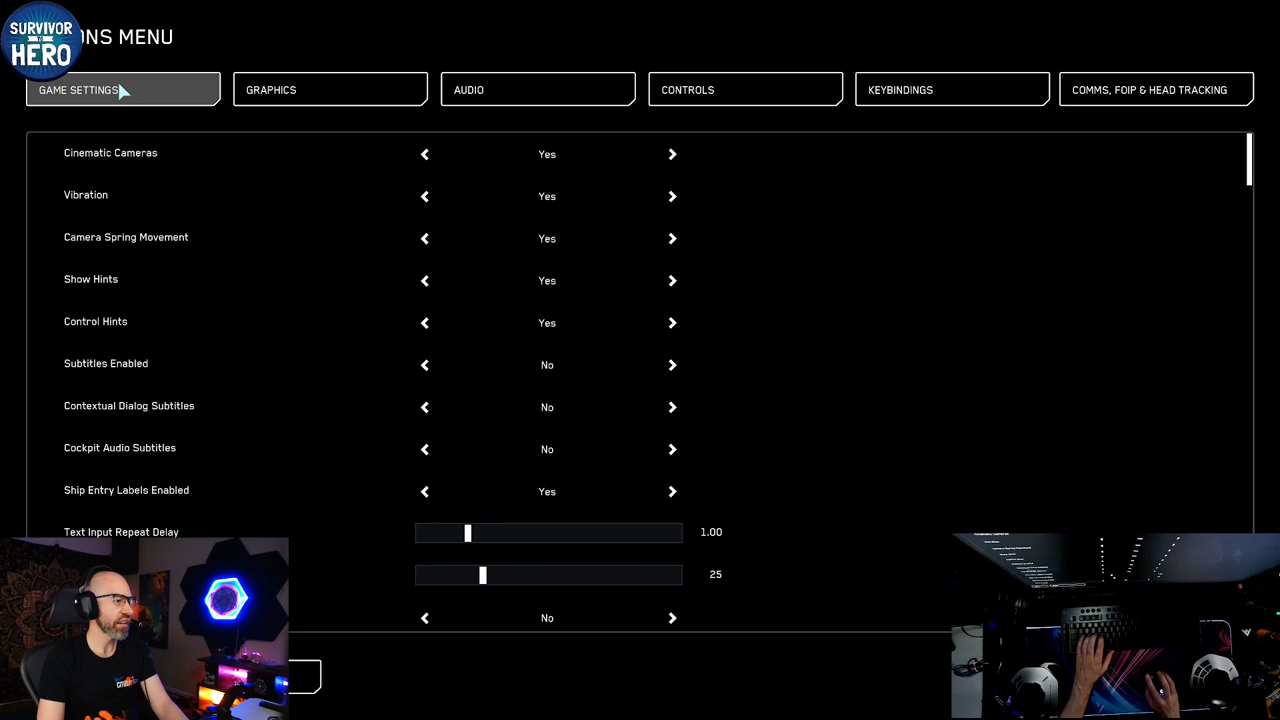 SURVIVOR
TO
HERO
ONS MENU
GAME SETTINGS
GRAPHICS
AUDIO
CONTROLS
KEYBINDINGS
COMMS, FOIP & HEAD TRACKING
Cinematic Cameras Yes
Vibration Yes
Camera Spring Movement Yes
Show Hints Yes
Control Hints Yes
Subtitles Enabled No
Contextual Dialog Subtitles No
Cockpit Audio Subtitles No
Ship Entry Labels Enabled Yes
Text Input Repeat Delay 1.00
25
No